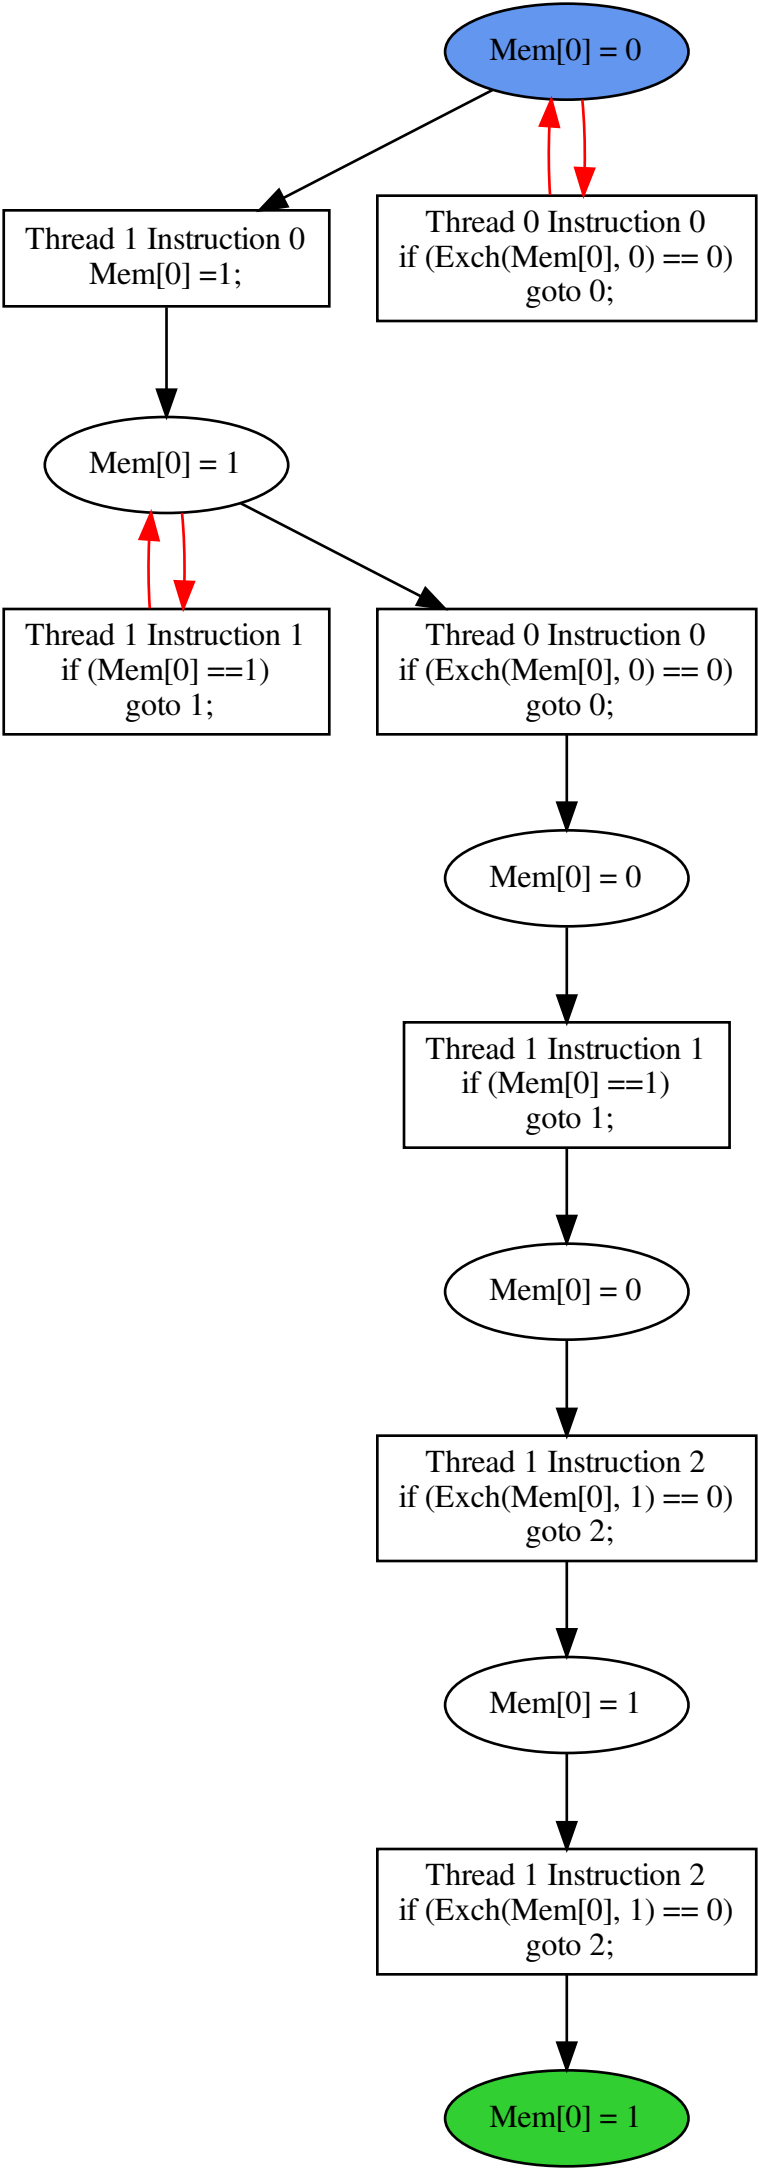 Mem[0] = 0
Thread 1 Instruction 0
Mem[0] =1;
Thread 0 Instruction 0
if (Exch(Mem[0], 0) == 0)
goto 0;
Mem[0] = 1
Thread 1 Instruction 1
if (Mem[0] ==1)
goto 1;
Thread 0 Instruction 0
if (Exch(Mem[0], 0) == 0)
goto 0;
Mem[0] = 0
Thread 1 Instruction 1
if (Mem[0] ==1)
goto 1;
Mem[0] = 0
Thread 1 Instruction 2
if (Exch(Mem[0], 1) == 0)
goto 2;
Mem[0] = 1
Thread 1 Instruction 2
if (Exch(Mem[0], 1) == 0)
goto 2;
Mem[0] = 1